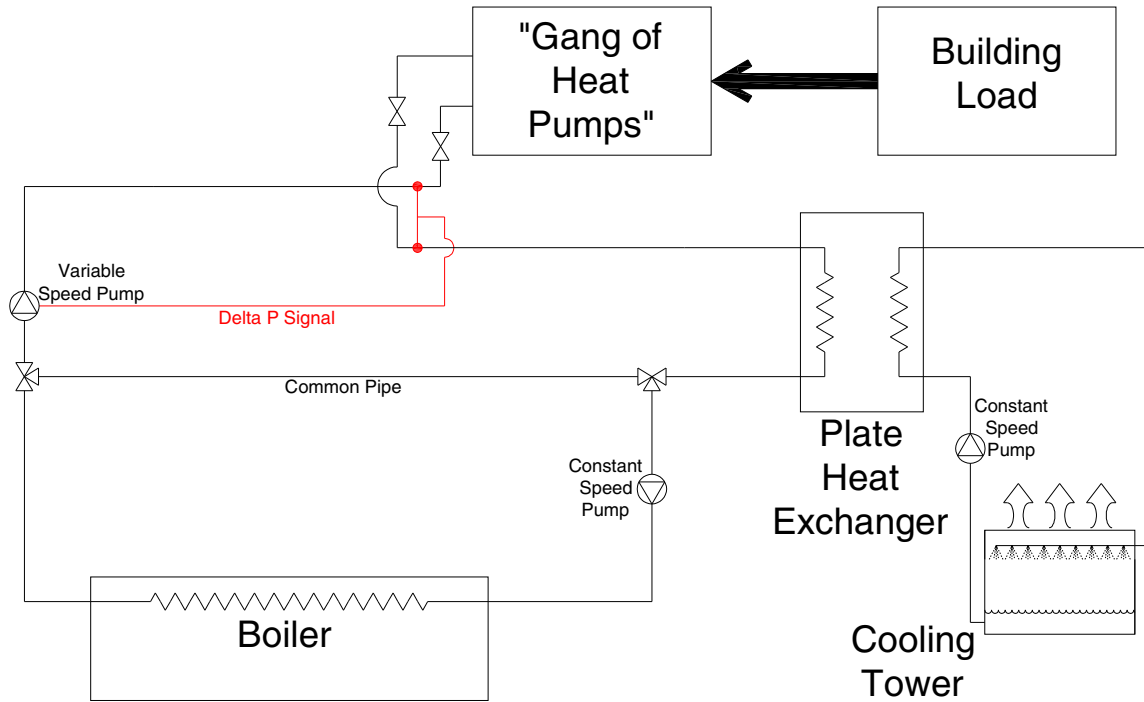 "Gang of
Heat
Pumps"
Building
Load
Variable
Speed Pump
Delta P Signal
Common Pipe
Constant
Speed
Pump
Plate
Heat
Exchanger
Constant
Speed
Pump
Boiler
Cooling
Tower